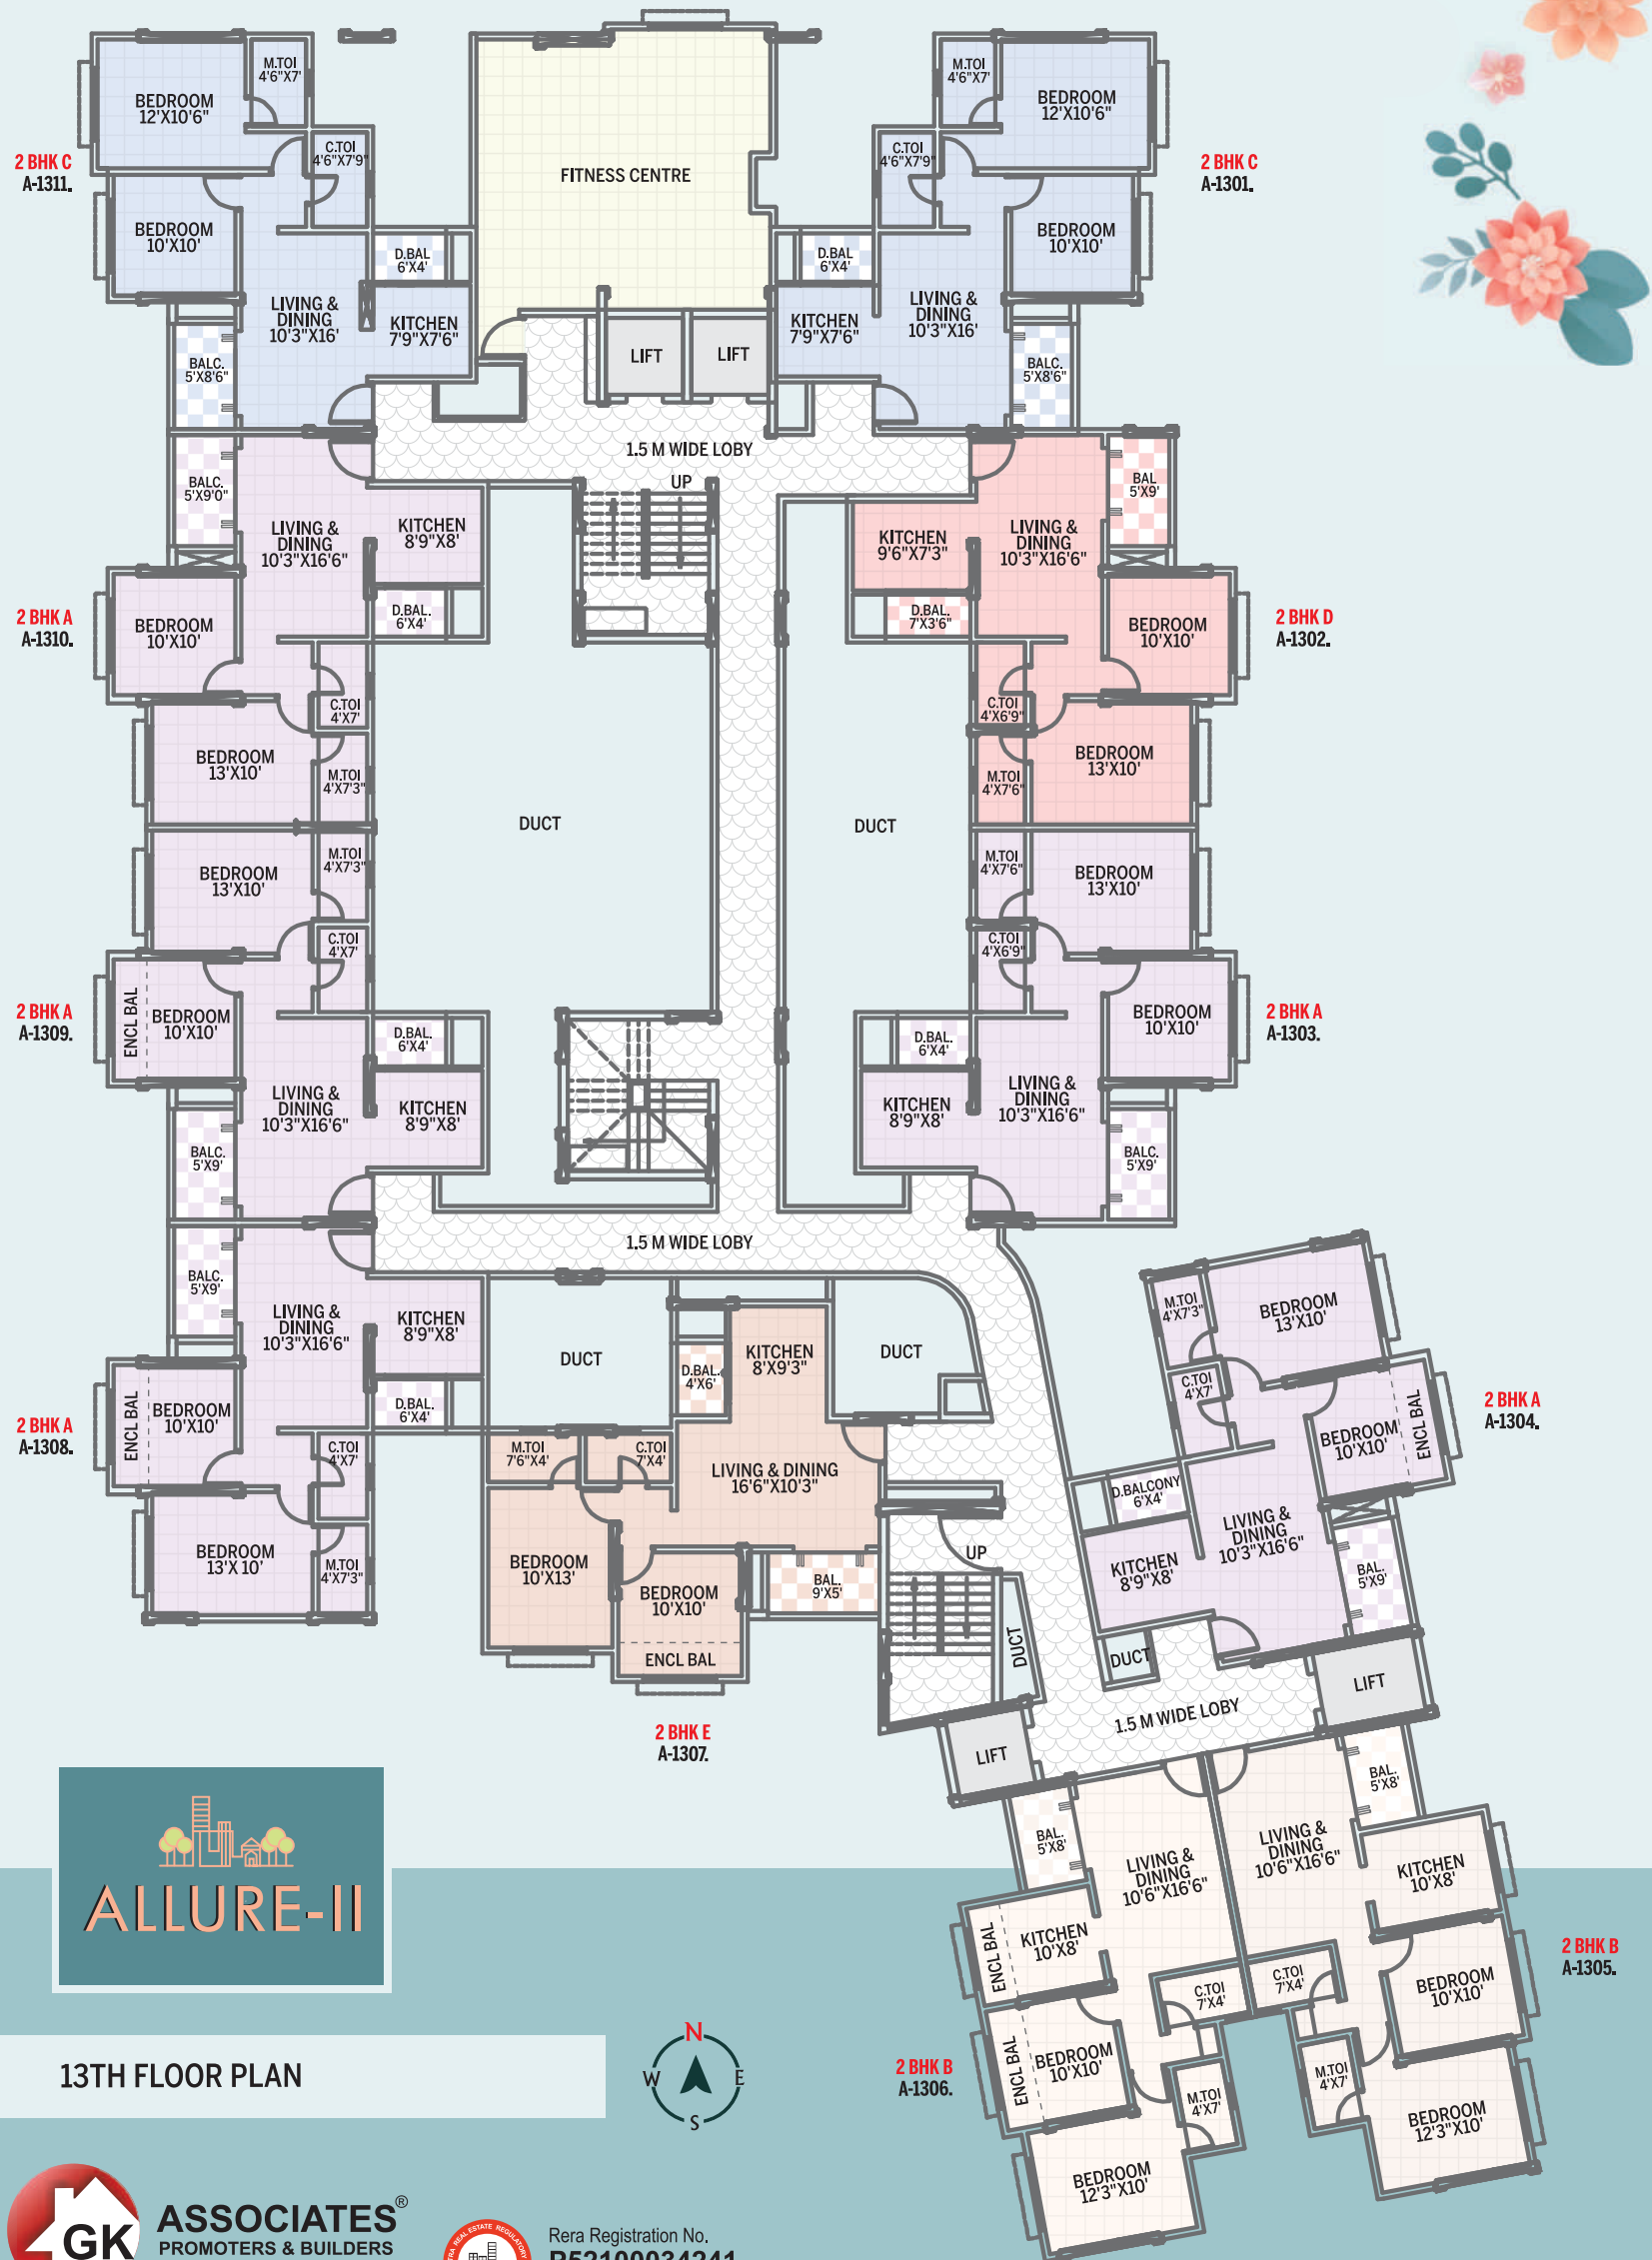 M.TOI
4'6"X7'
BEDROOM
12'X10'6"
C.TOI
4'6"X7'9"
2 BHK C
A-1311.
BEDROOM
10'X10'
D.BAL
6'X4'
LIVING &
DINING
10'3"X16'
KITCHEN
7'9"X7'6"
BALC.
5'X8'6"
FITNESS CENTRE
LIFT
LIFT
M.TOI
4'6"X7'
BEDROOM
12'X10'6"
C.TOI
4'6"X7'9"
2 BHK C
A-1301.
BEDROOM
10'X10'
D.BAL
6'X4'
KITCHEN
7'9"X7'6"
LIVING &
DINING
10'3"X16'
BALC.
5'X8'6"
1.5 M WIDE LOBY
UP
BALC.
5'X9'0"
LIVING &
DINING
10'3"X16'6"
KITCHEN
8'9"X8'
D.BAL.
6'X4'
2 BHK A
A-1310.
BEDROOM
10'X10'
C.TOI
4'X7'
BEDROOM
13'X10'
M.TOI
4'X7'3"
BAL
5'X9'
KITCHEN
9'6"X7'3"
LIVING &
DINING
10'3"X16'6"
D.BAL.
7'X3'6"
BEDROOM
10'X10'
2 BHK D
A-1302.
C.TOI
4'X6'9"
BEDROOM
13'X10'
M.TOI
4'X7'6"
DUCT
DUCT
BEDROOM
13'X10'
M.TOI
4'X7'3"
C.TOI
4'X7'
2 BHK A
A-1309.
ENCL BAL
BEDROOM
10'X10'
D.BAL.
6'X4'
LIVING &
DINING
10'3"X16'6"
KITCHEN
8'9"X8'
BALC.
5'X9'
M.TOI
4'X7'6"
BEDROOM
13'X10'
C.TOI
4'X6'9"
BEDROOM
10'X10'
2 BHK A
A-1303.
D.BAL.
6'X4'
KITCHEN
8'9"X8'
LIVING &
DINING
10'3"X16'6"
BALC.
5'X9'
1.5 M WIDE LOBY
BALC.
5'X9'
LIVING &
DINING
10'3"X16'6"
KITCHEN
8'9"X8'
D.BAL.
6'X4'
2 BHK A
A-1308.
ENCL BAL
BEDROOM
10'X10'
C.TOI
4'X7'
BEDROOM
13'X 10'
M.TOI
4'X7'3"
DUCT
D.BAL.
4'X6'
KITCHEN
8'X9'3"
DUCT
M.TOI
7'6"X4'
C.TOI
7'X4'
LIVING & DINING
16'6"X10'3"
BEDROOM
10'X13'
BEDROOM
10'X10'
ENCL BAL
BAL.
9'X5'
2 BHK E
A-1307.
UP
DUCT
LIFT
M.TOI
4'X7'3"
BEDROOM
13'X10'
C.TOI
4'X7'
BEDROOM
10'X10'
ENCL BAL
2 BHK A
A-1304.
D.BALCONY
6'X4'
LIVING &
DINING
10'3"X16'6"
KITCHEN
8'9"X8'
BAL.
5'X9'
DUCT
LIFT
1.5 M WIDE LOBY
BAL.
5'X8'
LIVING &
DINING
10'6"X16'6"
KITCHEN
10'X8'
C.TOI
7'X4'
BEDROOM
10'X10'
2 BHK B
A-1305.
M.TOI
4'X7'
BEDROOM
12'3"X10'
BAL.
5'X8'
LIVING &
DINING
10'6"X16'6"
ENCL BAL
KITCHEN
10'X8'
C.TOI
7'X4'
ENCL BAL
BEDROOM
10'X10'
2 BHK B
A-1306.
M.TOI
4'X7'
BEDROOM
12'3"X10'
ALLURE-II
13TH FLOOR PLAN
N
W E
S
GK
ASSOCIATES®
PROMOTERS & BUILDERS
REAL ESTATE REGULATORY
Rera Registration No.
P52100034241